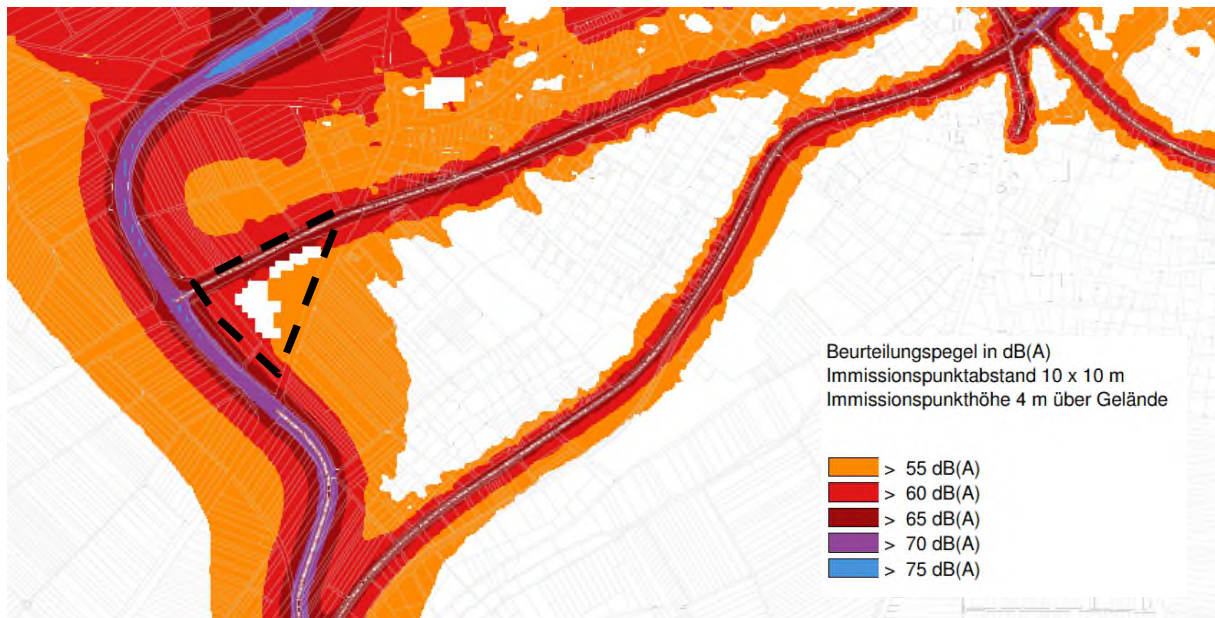 Beurteilungspegel in dB(A)
Immissionspunktabstand 10 x 10 m
Immissionspunkthöhe 4 m über Gelände
> 55 dB(A)
> 60 dB(A)
> 65 dB(A)
> 70 dB(A)
> 75 dB(A)